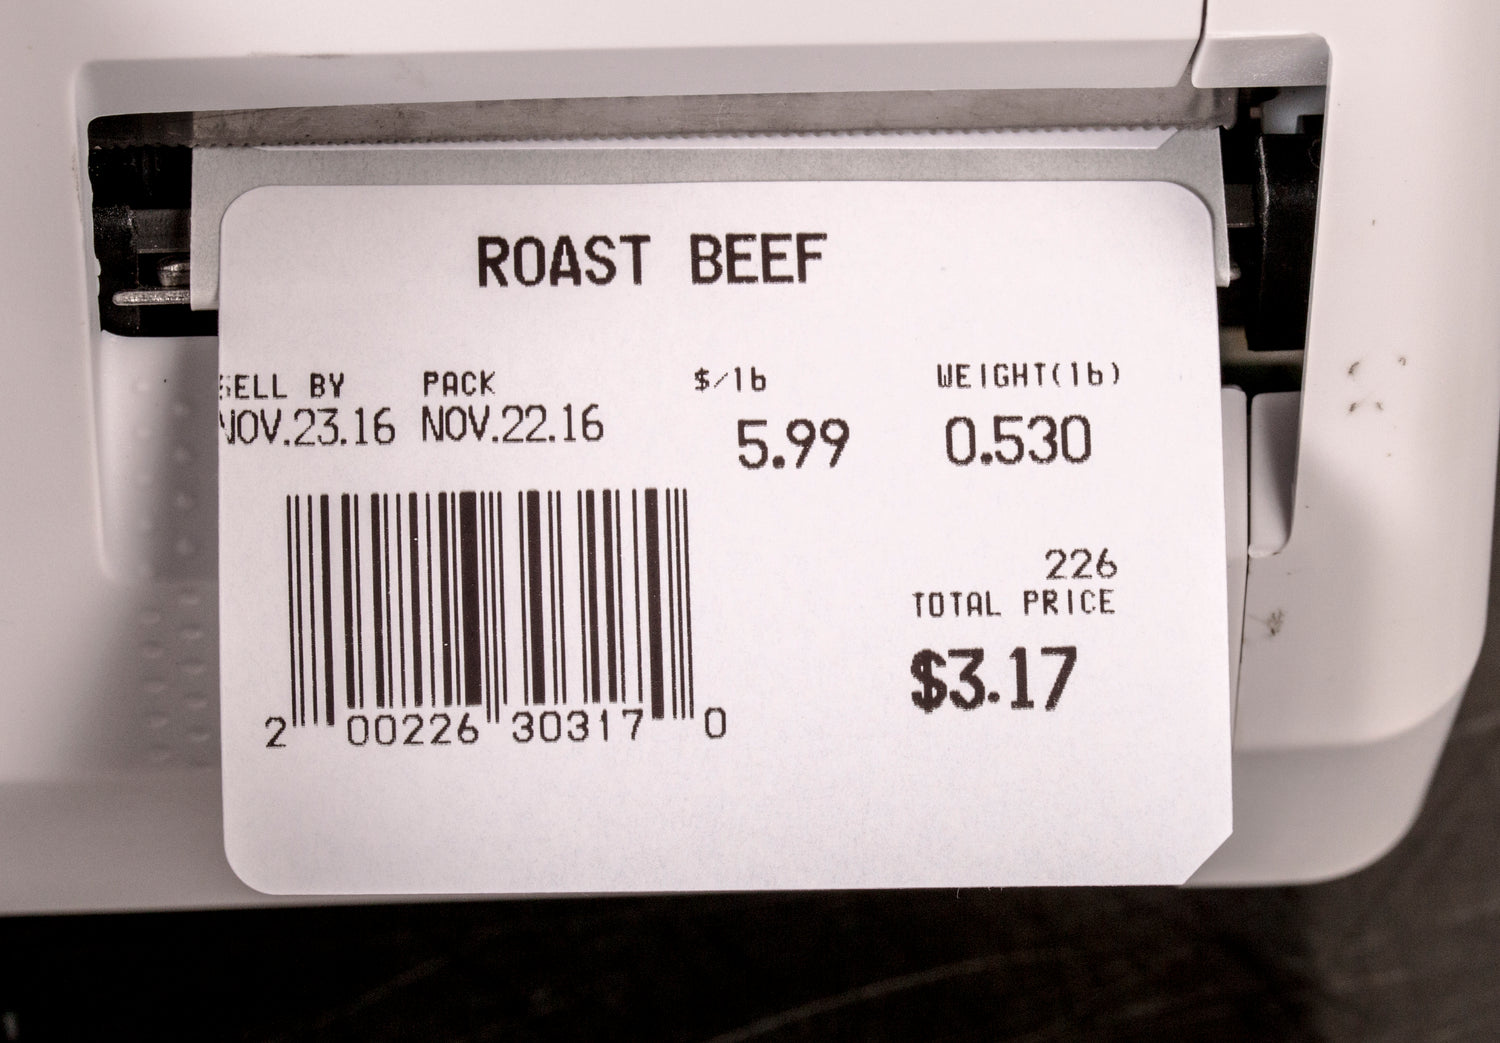 ROAST BEEF
SELL BY PACK $/lb WEIGHT(lb)
NOV.23.16 NOV.22.16 5.99 0.530
226
TOTAL PRICE
$3.17
2 00226 30317 0